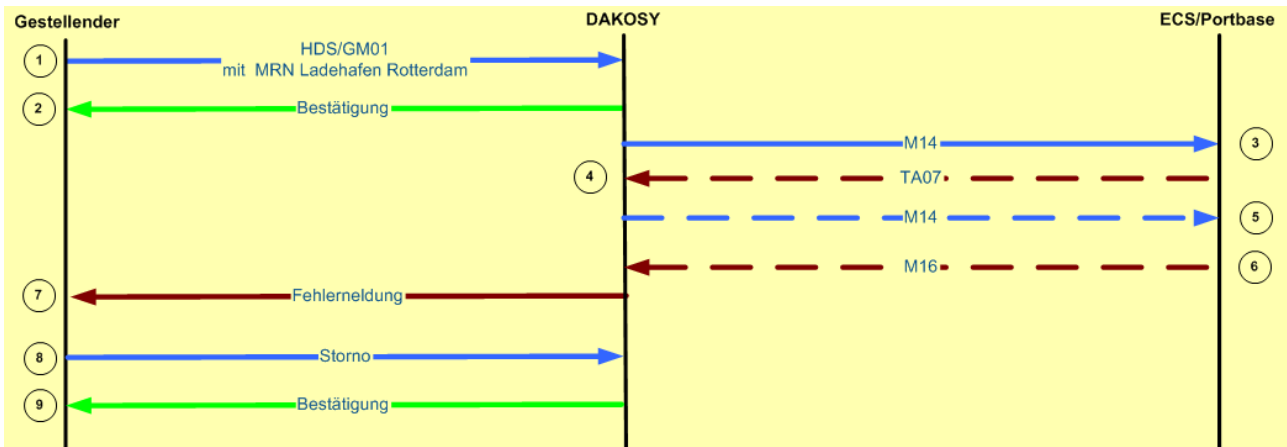 Gestellender
DAKOSY
ECS/Portbase
1
HDS/GM01
mit MRN Ladehafen Rotterdam
2
Bestätigung
M14
3
4
TA07
M14
5
M16
6
7
Fehlerneldung
8
Storno
9
Bestätigung